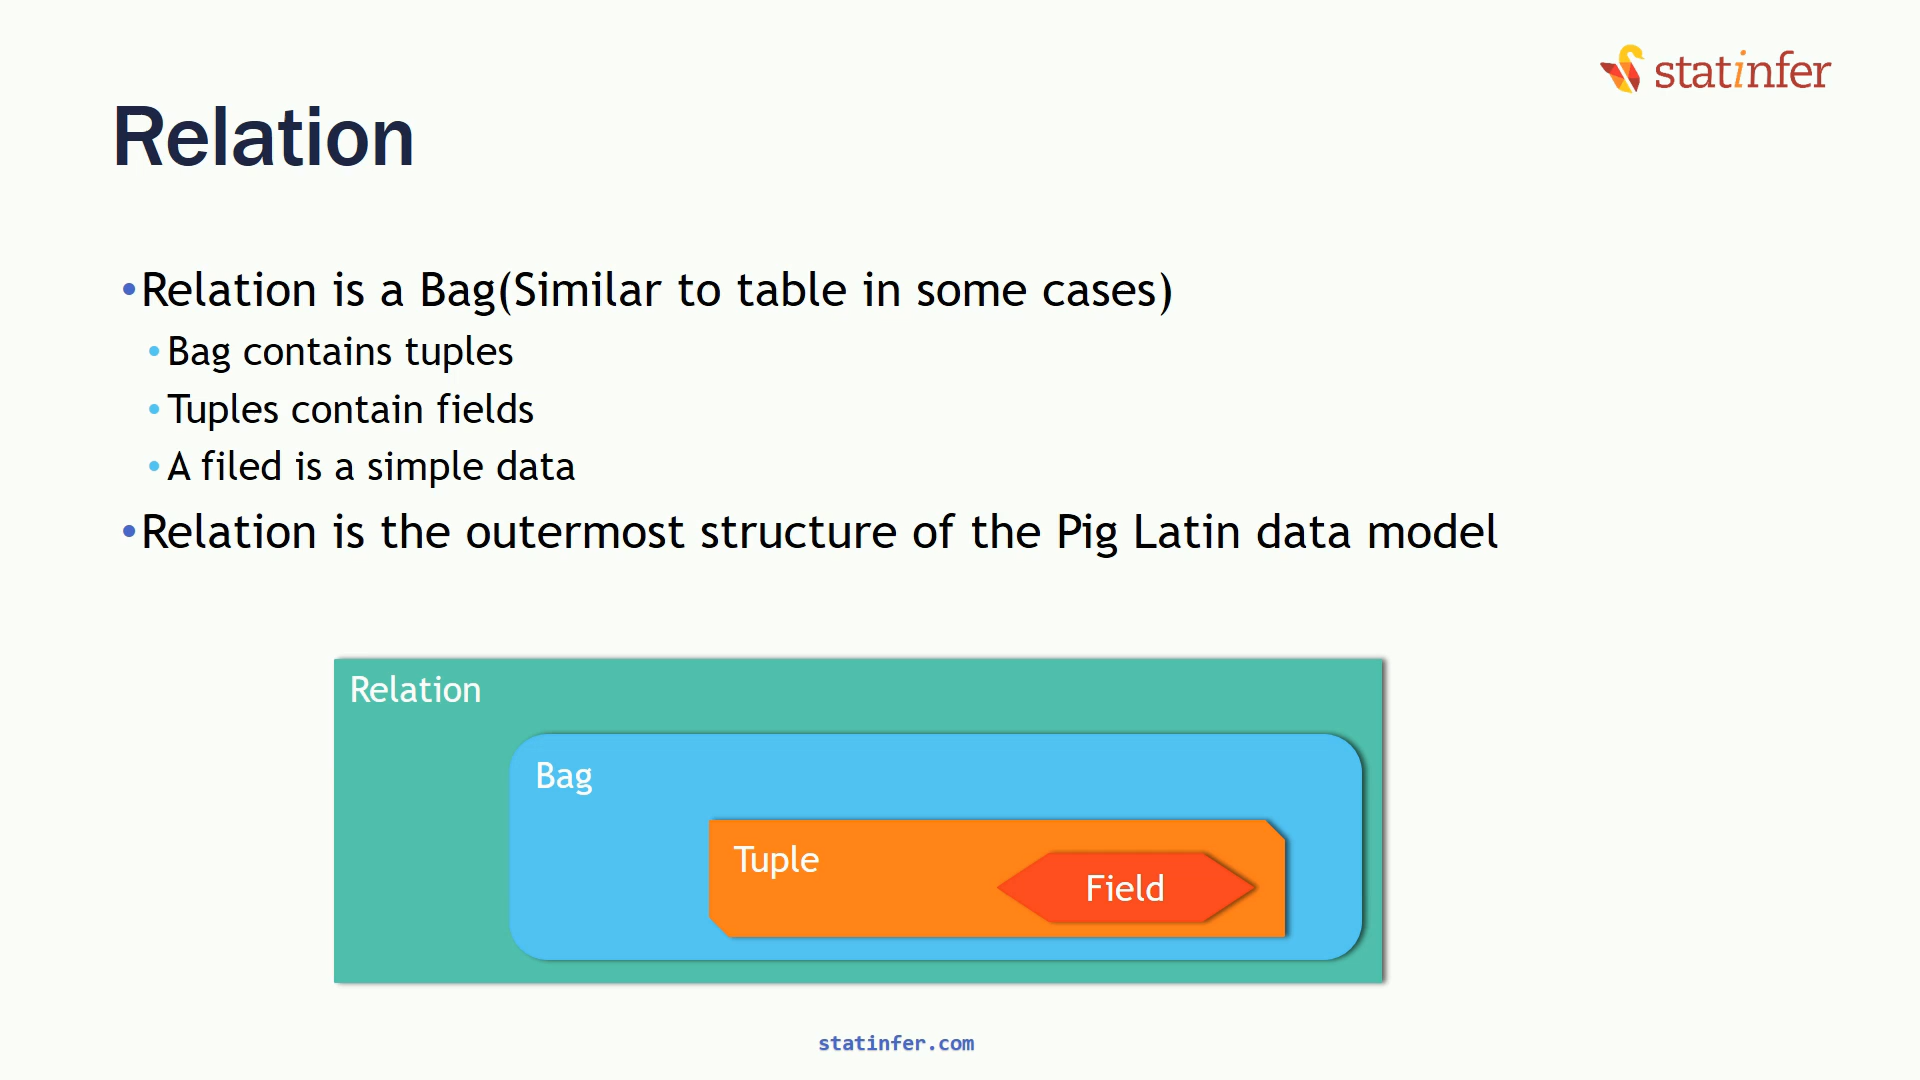 statinfer
Relation
•Relation is a Bag(Similar to table in some cases)
•Bag contains tuples
•Tuples contain fields
•A filed is a simple data
•Relation is the outermost structure of the Pig Latin data model
Relation
Bag
Tuple
Field
statinfer.com